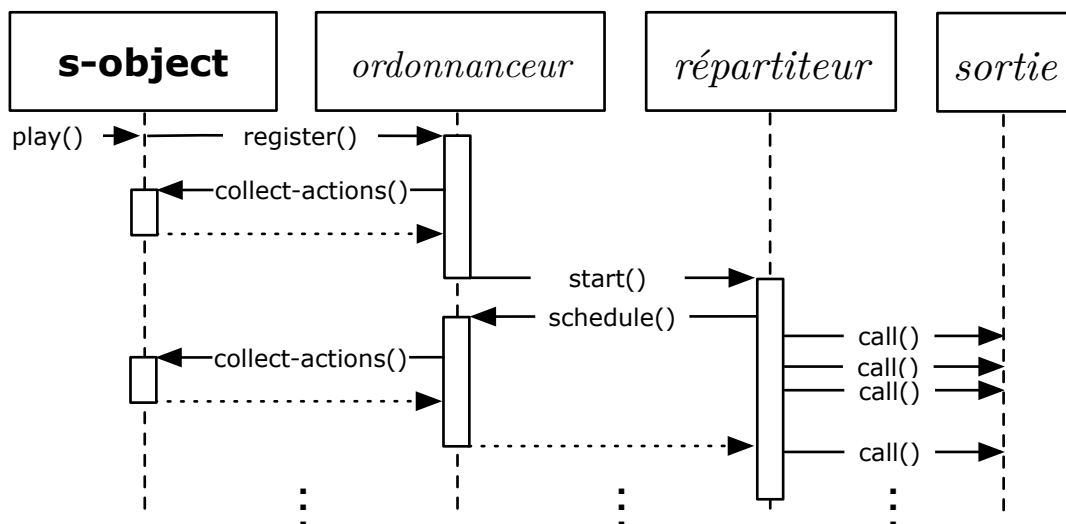 s-object ordonnanceur répartiteur sortie
play() register()
collect-actions()
start()
schedule()
call()
collect-actions()
call()
call()
call()